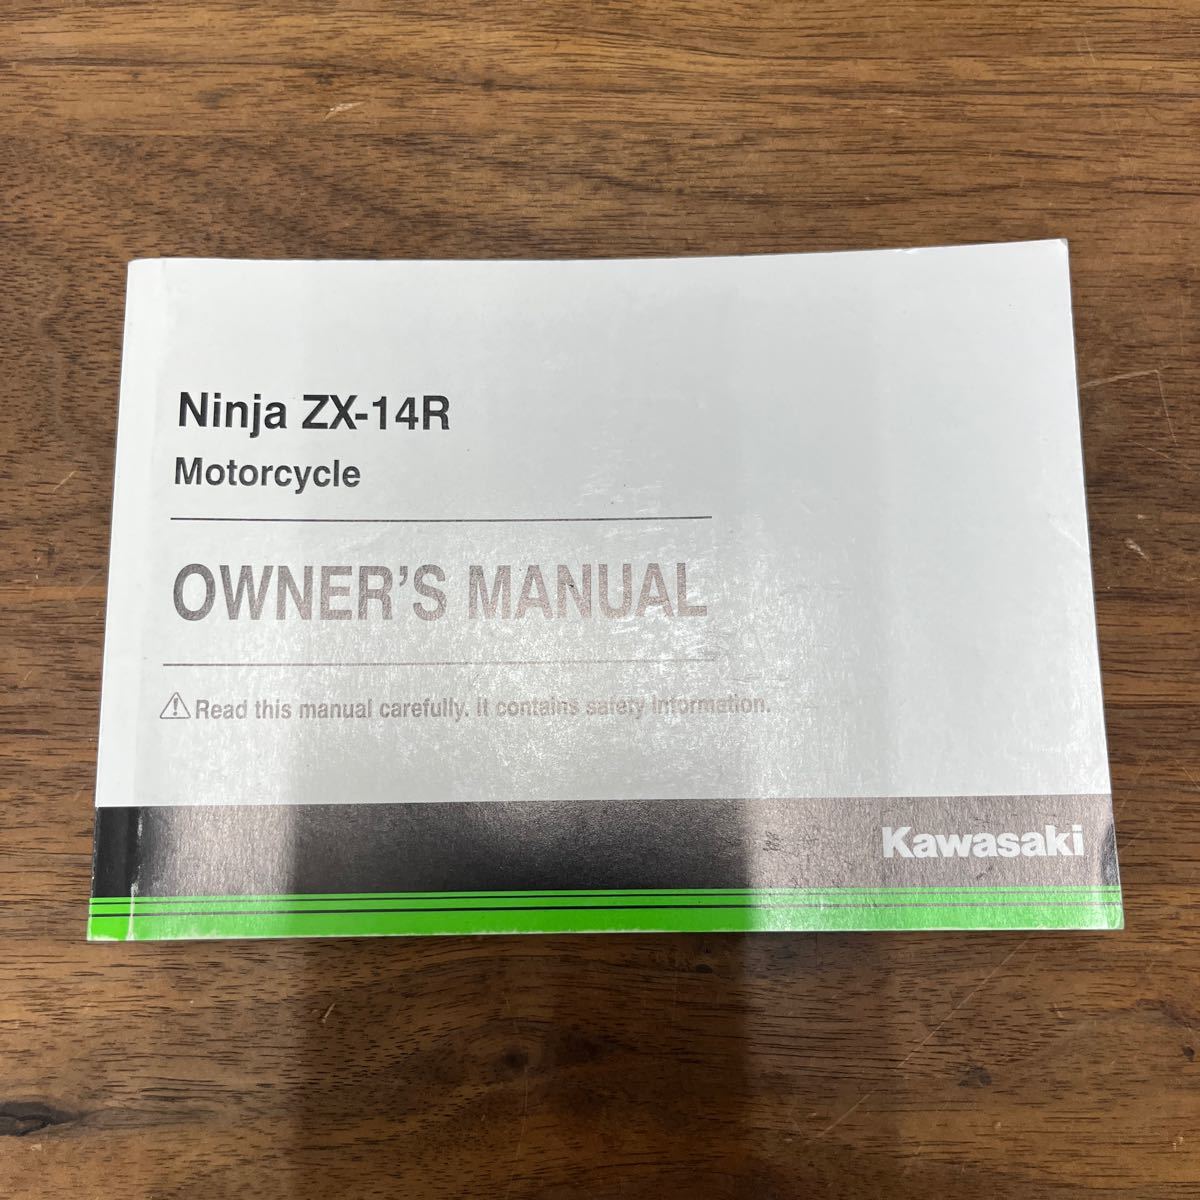 Ninja ZX-14R
Motorcycle
OWNER'S MANUAL
⚠Read this manual carefully. It contains safety information.
Kawasaki